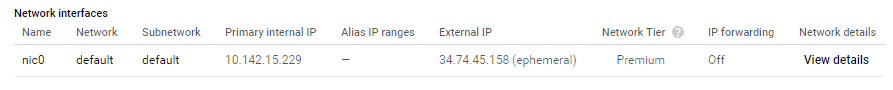 Network interfaces
Name Network Subnetwork Primary internal IP Alias IP ranges External IP Network Tier ? IP forwarding Network details
nic0 default default 10.142.15.229 — 34.74.45.158 (ephemeral) Premium Off View details